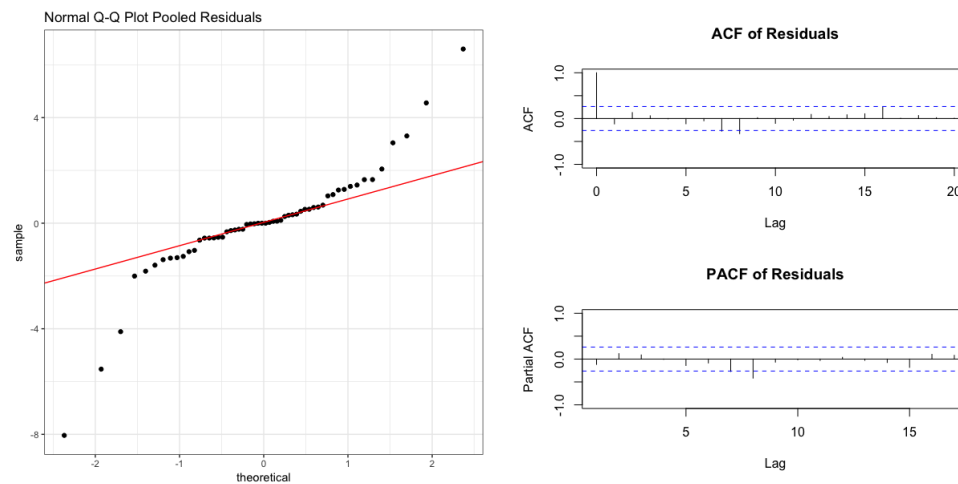 Normal Q-Q Plot Pooled Residuals
4
0
-4
-8
sample
-2
-1
0
1
2
theoretical
ACF of Residuals
1.0
0.0
-1.0
ACF
0
5
10
15
20
Lag
PACF of Residuals
1.0
0.0
-1.0
Partial ACF
5
10
15
Lag